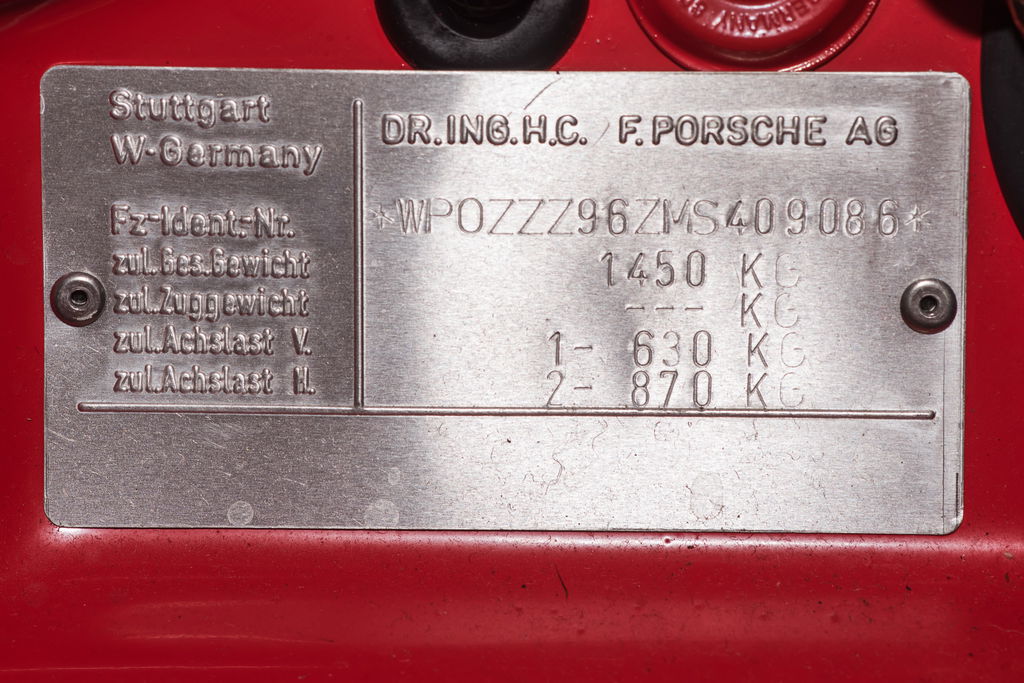 GERMANY
Stuttgart
W-Germany
DR.ING.H.C. F.PORSCHE AG
Fz-Ident.-Nr. *WP0ZZZ96ZMS409086*
zul.Ges.Gewicht 1450 KG
zul.Zuggewicht --- KG
zul.Achslast V. 1- 630 KG
zul.Achslast H. 2- 870 KG